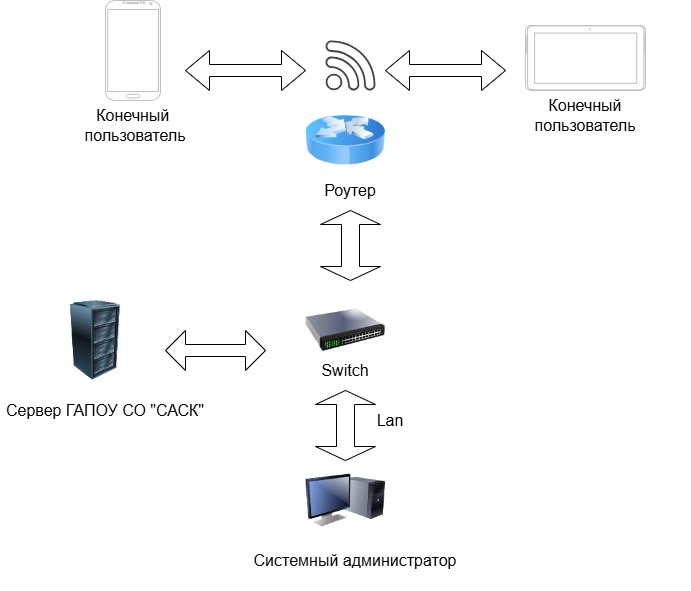 Конечный
пользователь
Конечный
пользователь
Роутер
Switch
Сервер ГАПОУ СО "САСК"
Lan
Системный администратор